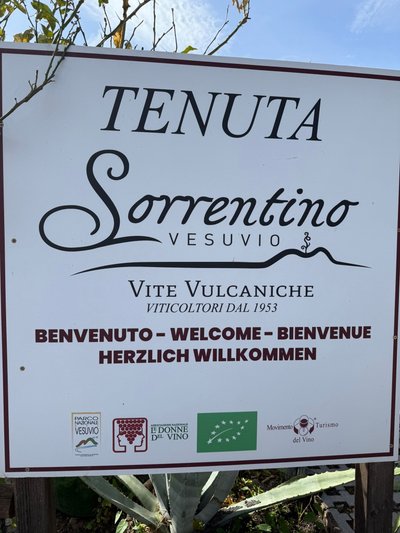 TENUTA
Sorrentino
VESUVIO
VITE VULCANICHE
VITICOLTORI DAL 1953
BENVENUTO - WELCOME - BIENVENUE
HERZLICH WILLKOMMEN
PARCO
NAZIONALE
VESUVIO
LE DONNE
DEL VINO
Movimento Turismo
del Vino